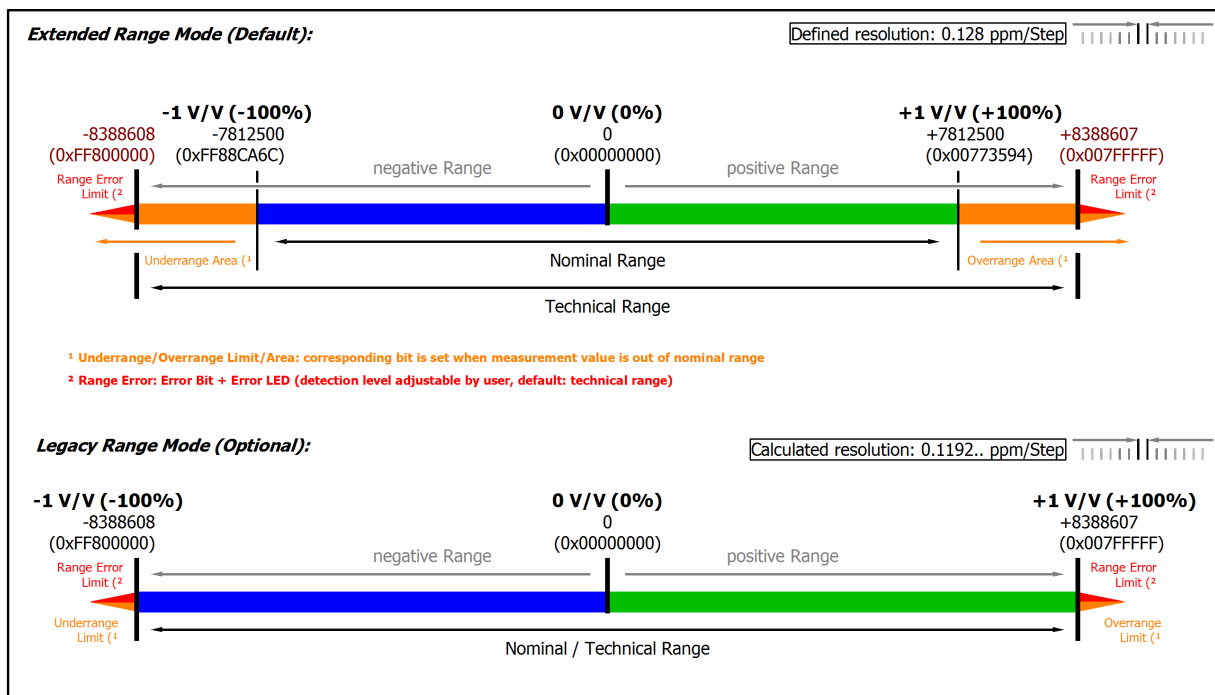 Extended Range Mode (Default):
Defined resolution: 0.128 ppm/Step
-1 V/V (-100%)
0 V/V (0%)
+1 V/V (+100%)
-8388608
-7812500
0
+7812500
+8388607
(0xFF800000)
(0xFF88CA6C)
(0x00000000)
(0x00773594)
(0x007FFFFF)
negative Range
positive Range
Range Error
Limit (²
Range Error
Limit (²
Underrange Area (¹
Nominal Range
Overrange Area (¹
Technical Range
¹ Underrange/Overrange Limit/Area: corresponding bit is set when measurement value is out of nominal range
² Range Error: Error Bit + Error LED (detection level adjustable by user, default: technical range)
Legacy Range Mode (Optional):
Calculated resolution: 0.1192.. ppm/Step
-1 V/V (-100%)
0 V/V (0%)
+1 V/V (+100%)
-8388608
0
+8388607
(0xFF800000)
(0x00000000)
(0x007FFFFF)
negative Range
positive Range
Range Error
Limit (²
Range Error
Limit (²
Underrange
Limit (¹
Overrange
Limit (¹
Nominal / Technical Range